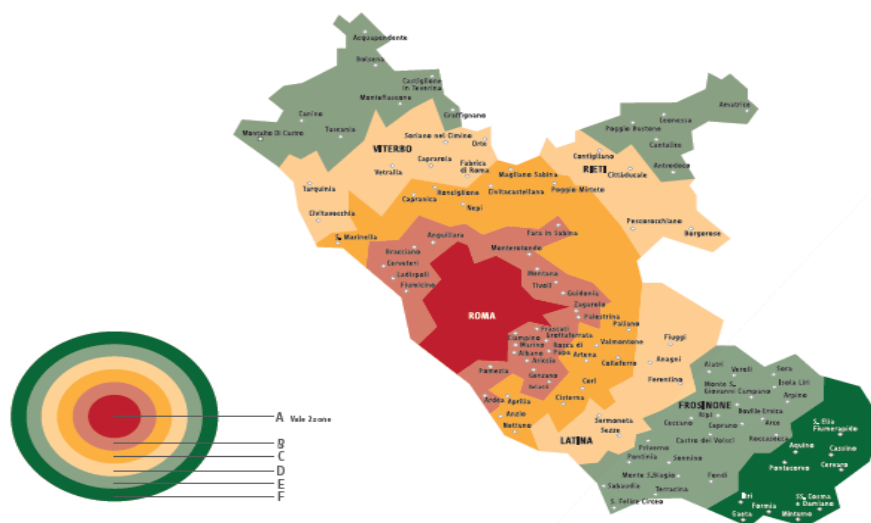 Acquapendente
Bolsena
Castiglione
in Teverina
Montefiascone
Canino
Graffignano
Montalto Di Castro
Tuscania
Soriano nel Cimino
Orte
VITERBO
Caprarola
Vetralla
Fabrica
di Roma
Tarquinia
Civitavecchia
Ronciglione
Capranica
Nepi
Civitacastellana
Magliano Sabina
Poggio Mirteto
S. Marinella
Amatrice
Leonessa
Poggio Bustone
Cantalice
Antrodoco
Contigliano
RIETI
Cittàducale
Pescorocchiano
Borgorose
Fara in Sabina
Anguillara
Bracciano
Cerveteri
Ladispoli
Fiumicino
Monterotondo
Mentana
Tivoli
Guidonia
Zagarolo
Palestrina
ROMA
Frascati
Ciampino
Grottaferrata
Marino
Rocca di
Papa
Albano
Ariccia
Genzano
Pomezia
Ardea
Aprilia
Anzio
Nettuno
Paliano
Valmontone
Artena
Colleferro
Cori
Cisterna
Fiuggi
Anagni
Ferentino
Sermoneta
Sezze
LATINA
Alatri
Veroli
Sora
Monte S.
Giovanni Campano
Isola Liri
Arpino
FROSINONE
Ripi
Boville Ernica
Ceccano
Ceprano
Arce
Castro dei Volsci
Roccasecca
Priverno
Pontinia
Sonnino
Monte S.Biagio
Fondi
Sabaudia
Terracina
S. Felice Circeo
S. Elia
Fiumerapido
Aquino
Cassino
Pontecorvo
Cervaro
Itri
Formia
Gaeta
SS. Cosma
e Damiano
Minturno
A Vale 2 zone
B
C
D
E
F